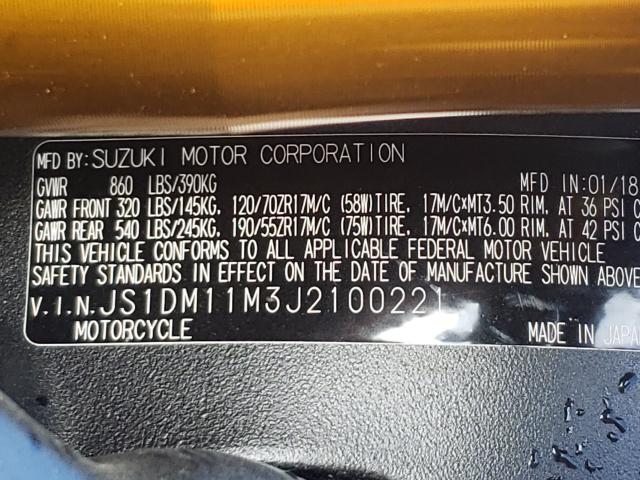 MFD BY: SUZUKI MOTOR CORPORATION
GVWR 860 LBS/390KG MFD IN: 01/18
GAWR FRONT 320 LBS/145KG, 120/70ZR17M/C (58W)TIRE, 17M/C×MT3.50 RIM, AT 36 PSI C
GAWR REAR 540 LBS/245KG, 190/55ZR17M/C (75W)TIRE, 17M/C×MT6.00 RIM, AT 42 PSI C
THIS VEHICLE CONFORMS TO ALL APPLICABLE FEDERAL MOTOR VEHICLE
SAFETY STANDARDS IN EFFECT ON THE DATE OF MANUFACTURE SHOWN ABOVE
V.I.N. JS1DM11M3J2100221
MOTORCYCLE MADE IN JAPA